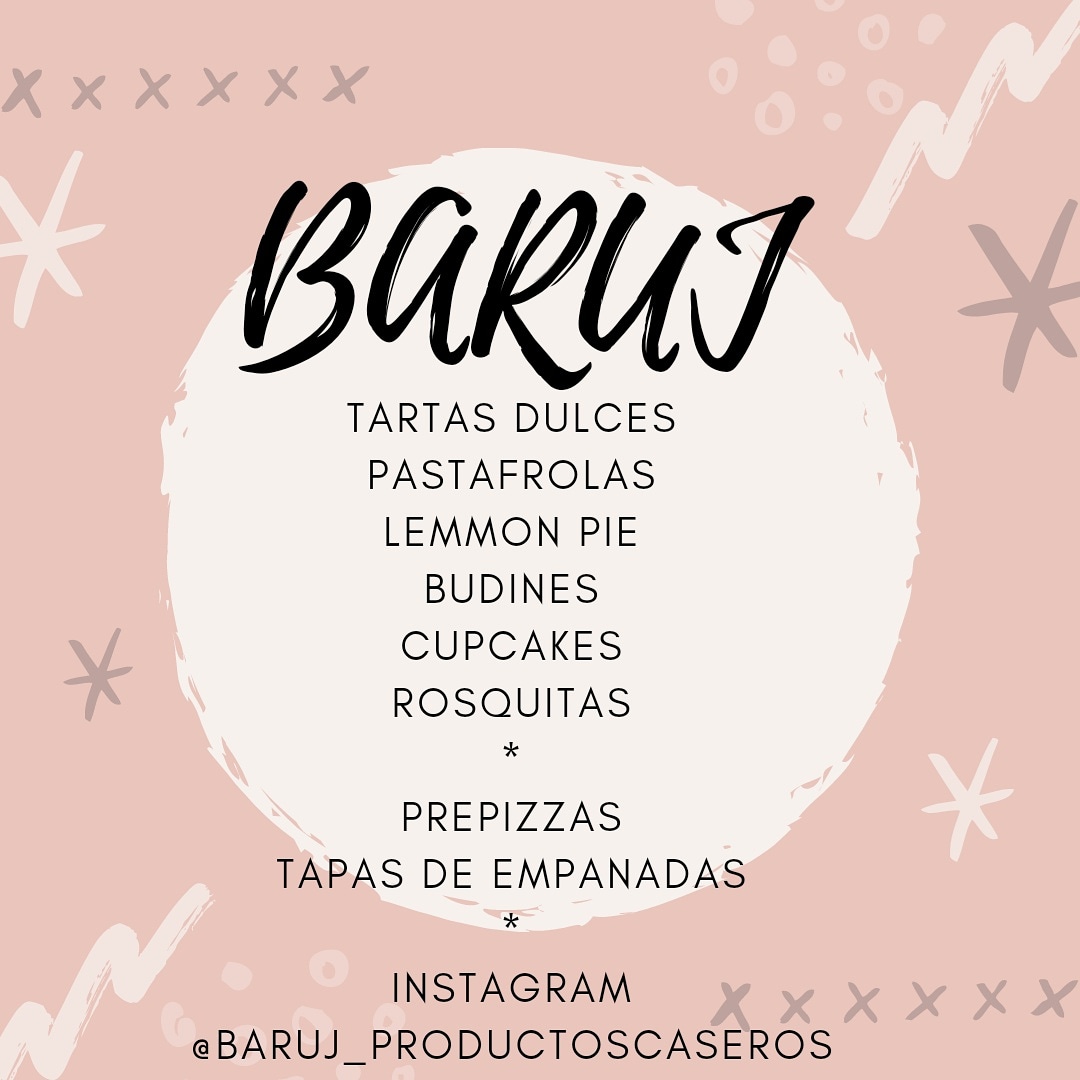 BARUJ
TARTAS DULCES
PASTAFROLAS
LEMMON PIE
BUDINES
CUPCAKES
ROSQUITAS
*
PREPIZZAS
TAPAS DE EMPANADAS
*
INSTAGRAM
@BARUJ_PRODUCTOSCASEROS